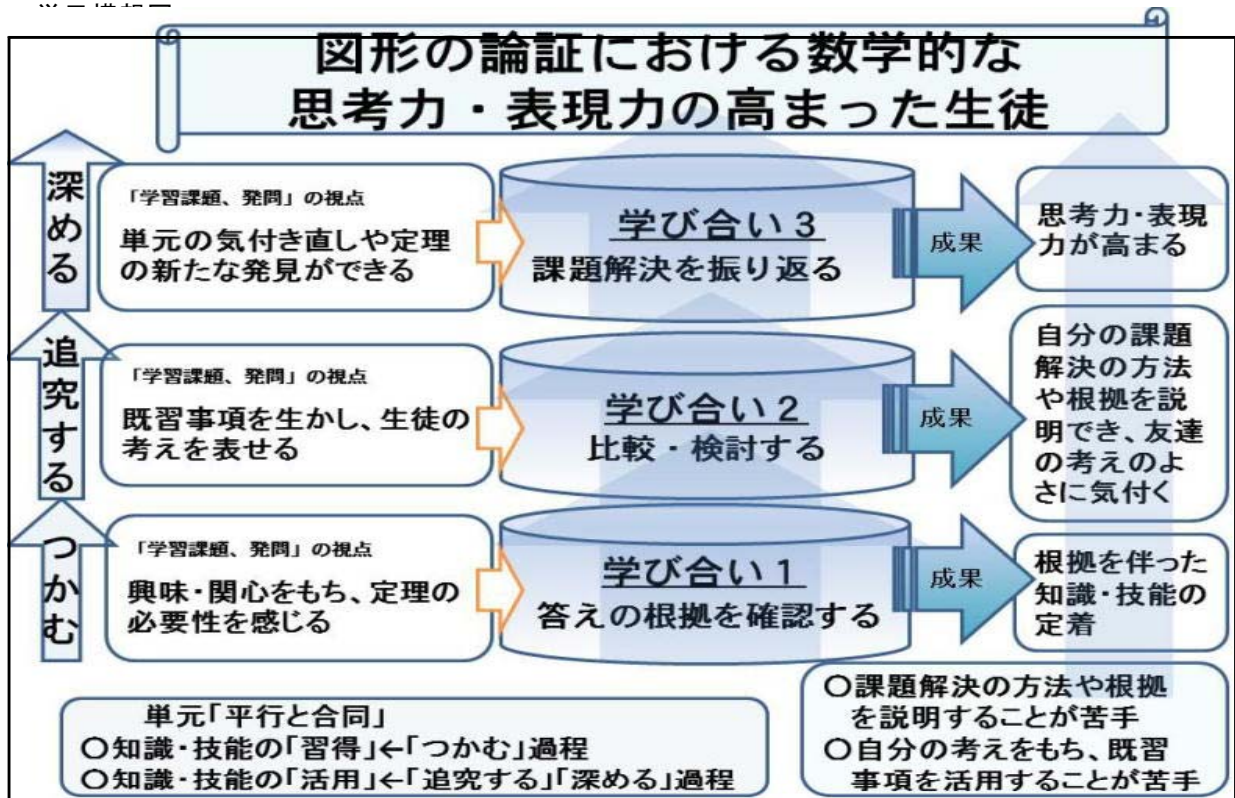 図形の論証における数学的な
思考力・表現力の高まった生徒
深める
「学習課題、発問」の視点
単元の気付き直しや定理
の新たな発見ができる
学び合い3
課題解決を振り返る
成果
思考力・表現
力が高まる
追究する
「学習課題、発問」の視点
既習事項を生かし、生徒の
考えを表せる
学び合い2
比較・検討する
成果
自分の課題
解決の方法
や根拠を説
明でき、友達
の考えのよ
さに気付く
つかむ
「学習課題、発問」の視点
興味・関心をもち、定理の
必要性を感じる
学び合い1
答えの根拠を確認する
成果
根拠を伴った
知識・技能の
定着
単元「平行と合同」
○知識・技能の「習得」←「つかむ」過程
○知識・技能の「活用」←「追究する」「深める」過程
○課題解決の方法や根拠
を説明することが苦手
○自分の考えをもち、既習
事項を活用することが苦手